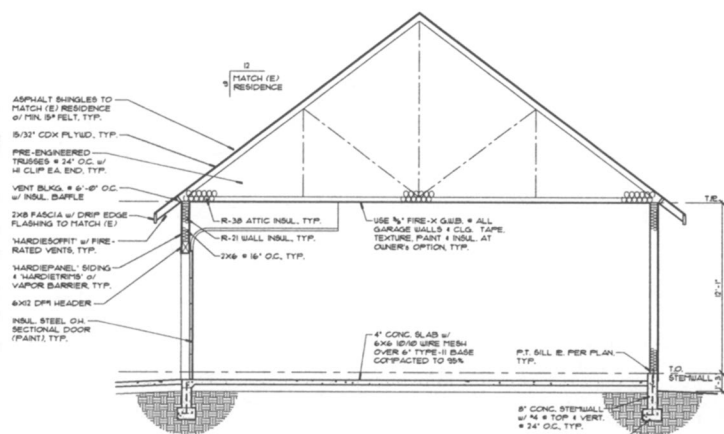 12
9
MATCH (E)
RESIDENCE
ASPHALT SHINGLES TO
MATCH (E) RESIDENCE
o/ MIN. 15# FELT, TYP.
15/32" CDX PLYWD., TYP.
PRE-ENGINEERED
TRUSSES @ 24" O.C. w/
H1 CLIP EA. END, TYP.
VENT BLKG. @ 6'-0" O.C.
w/ INSUL. BAFFLE
2X8 FASCIA w/ DRIP EDGE
FLASHING TO MATCH (E)
'HARDIESOFFIT' w/ FIRE-
RATED VENTS, TYP.
'HARDIEPANEL' SIDING
& 'HARDIETRIMS' o/
VAPOR BARRIER, TYP.
6X12 DF#1 HEADER
INSUL. STEEL O.H.
SECTIONAL DOOR
(PAINT), TYP.
R-38 ATTIC INSUL., TYP.
R-21 WALL INSUL., TYP.
2X6 @ 16" O.C., TYP.
USE 5/8" FIRE-X G.W.B. @ ALL
GARAGE WALLS & CLG. TAPE,
TEXTURE, PAINT & INSUL. AT
OWNER'S OPTION, TYP.
4" CONC. SLAB w/
6X6 10/10 WIRE MESH
OVER 6" TYPE-II BASE
COMPACTED TO 95%
P.T. SILL PL PER PLAN,
TYP.
12'-1"
T.O.
STEMWALL
8" CONC. STEMWALL
w/ #4 @ TOP & VERT.
@ 24" O.C., TYP.